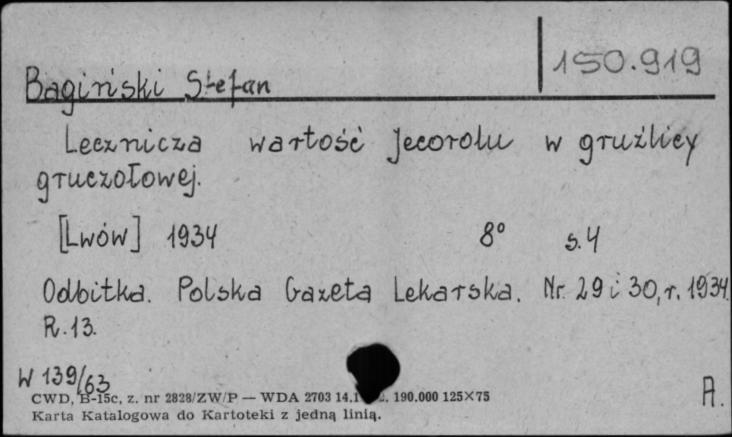 150.919
Bagiński Stefan
Lecznicza wartość Jecorolu w gruźlicy
gruczołowej.
[Lwów] 1934 8° s.4
Odbitka. Polska Gazeta Lekarska. Nr. 29 i 30, r. 1934.
R.13.
W 139/63
A.
CWD, B-15c, z. nr 2828/ZW/P — WDA 2703 190.000 125×75
Karta Katalogowa do Kartoteki z jedną linią.